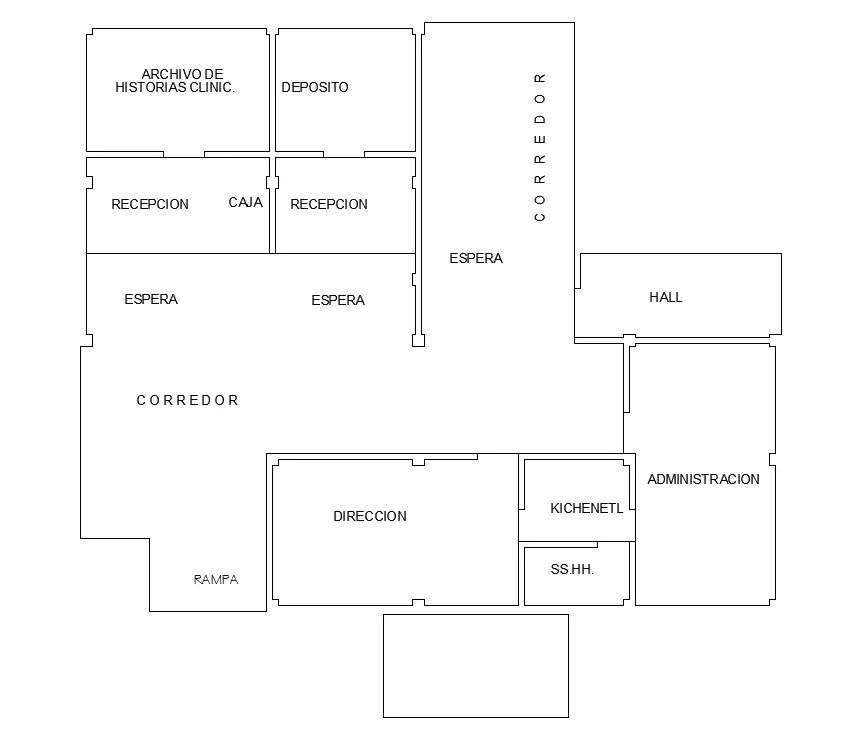 ARCHIVO DE
HISTORIAS CLINIC.
DEPOSITO
CORREDOR
RECEPCION
CAJA
RECEPCION
ESPERA
ESPERA
ESPERA
HALL
CORREDOR
DIRECCION
KICHENETL
ADMINISTRACION
SS.HH.
RAMPA